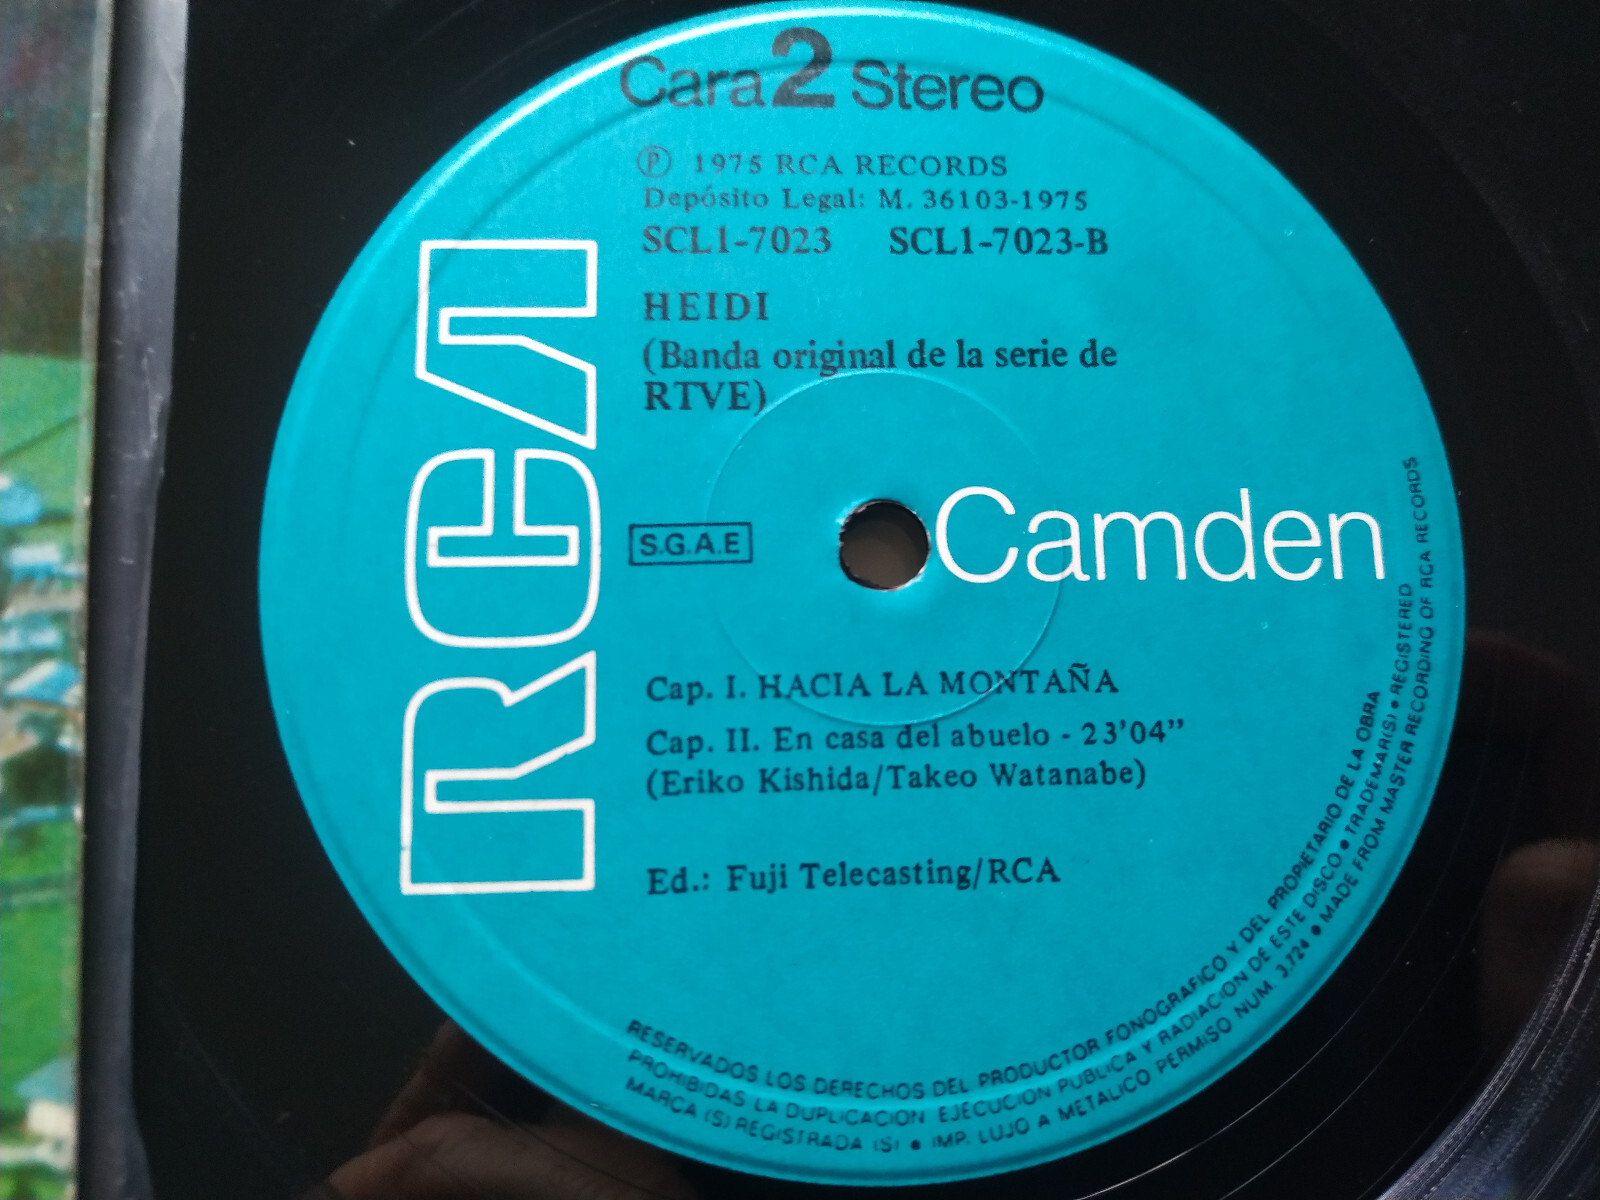 Cara 2 Stereo
Ⓟ 1975 RCA RECORDS
Depósito Legal: M. 36103-1975
SCL1-7023 SCL1-7023-B
HEIDI
(Banda original de la serie de
RTVE)
RCA
S.G.A.E
Camden
Cap. I. HACIA LA MONTAÑA
Cap. II. En casa del abuelo - 23'04"
(Eriko Kishida/Takeo Watanabe)
Ed.: Fuji Telecasting/RCA
RESERVADOS LOS DERECHOS DEL PRODUCTOR FONOGRAFICO Y DEL PROPIETARIO DE LA OBRA
PROHIBIDAS LA DUPLICACION EJECUCION PUBLICA Y RADIACION DE ESTE DISCO • TRADEMAR(S) • REGISTERED
MARCA (S) REGISTRADA (S) • IMP. LUJO A METALICO PERMISO NUM. 3.724 • MADE FROM MASTER RECORDING OF RCA RECORDS